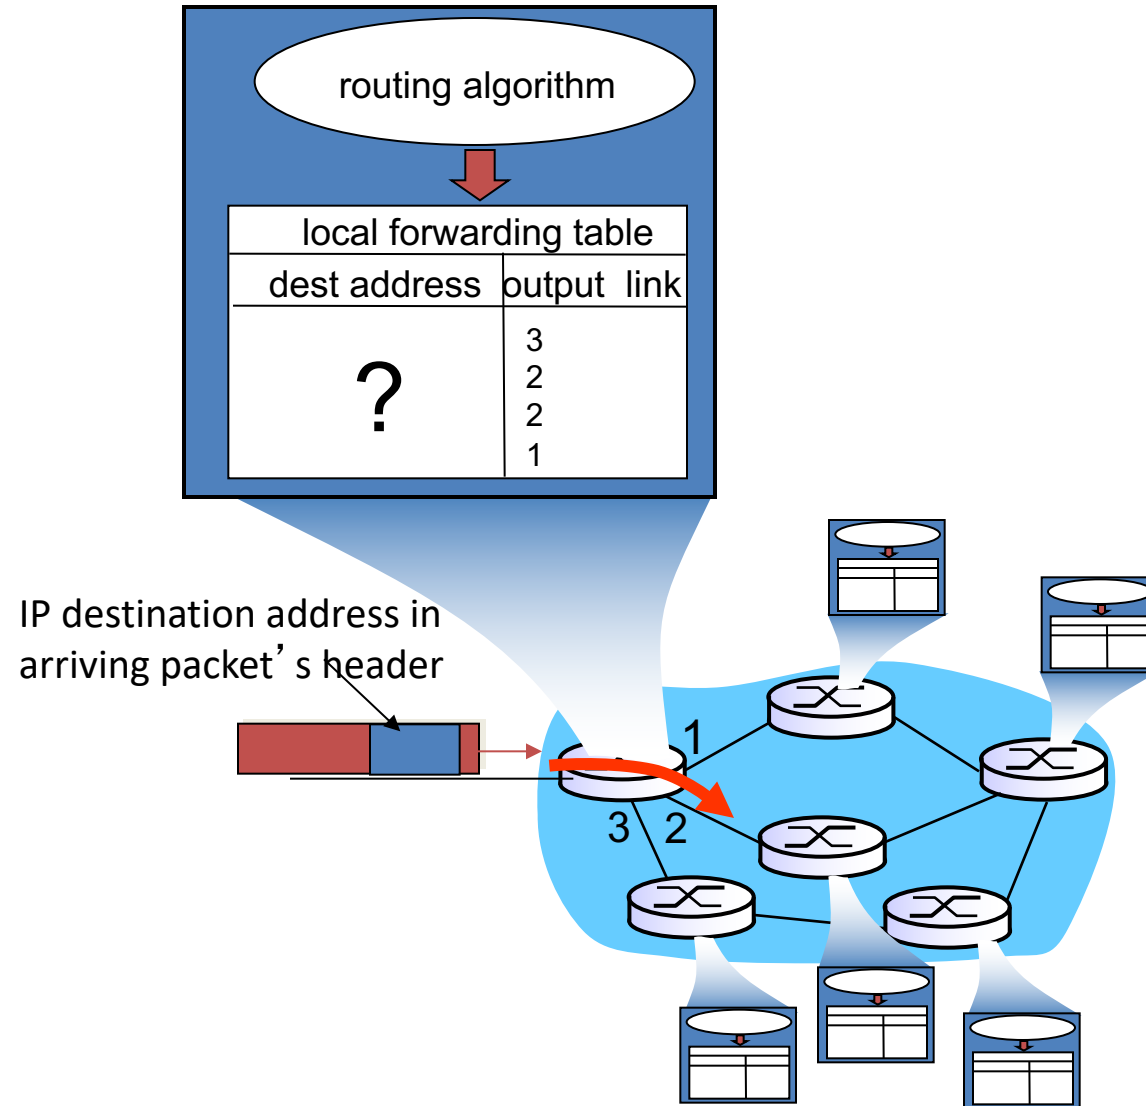 routing algorithm
local forwarding table
dest address output link
?
3
2
2
1
IP destination address in
arriving packet’s header
1
3 2